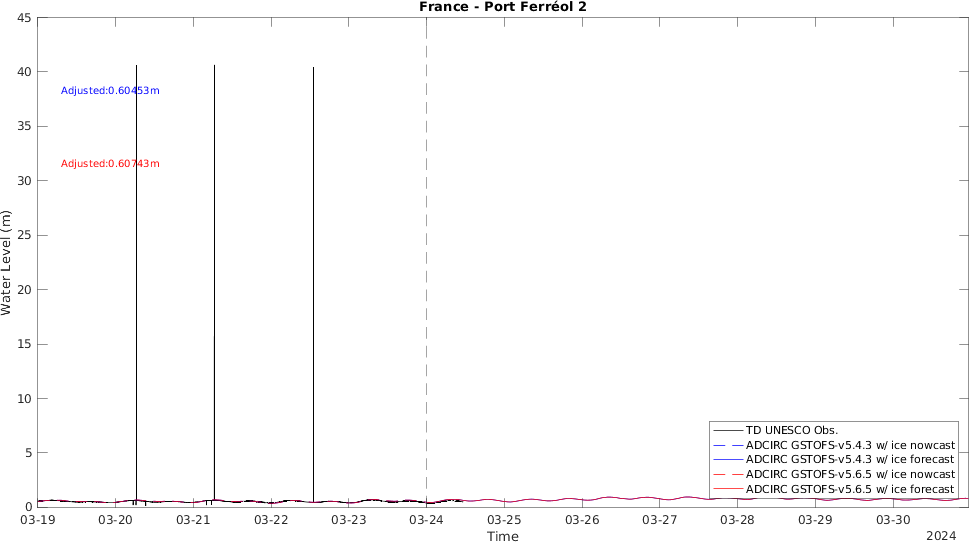 France - Port Ferréol 2
45
40
35
30
25
20
15
10
5
0
Water Level (m)
Adjusted:0.60453m
Adjusted:0.60743m
TD UNESCO Obs.
ADCIRC GSTOFS-v5.4.3 w/ ice nowcast
ADCIRC GSTOFS-v5.4.3 w/ ice forecast
ADCIRC GSTOFS-v5.6.5 w/ ice nowcast
ADCIRC GSTOFS-v5.6.5 w/ ice forecast
03-19 03-20 03-21 03-22 03-23 03-24 03-25 03-26 03-27 03-28 03-29 03-30
Time
2024